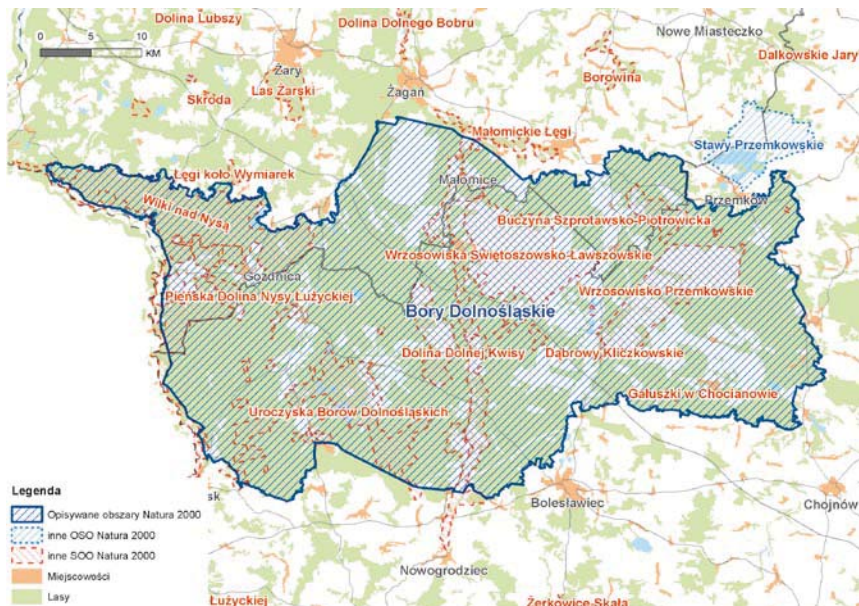 Dolina Lubszy
Dolina Dolnego Bobru
Nowe Miasteczko
0 5 10
KM
Dalkowskie Jary
Żary
Borowina
Las Żarski
Żagań
Skroda
Małomickie Łęgi
Stawy Przemkowskie
Łęgi koło Wymiarek
Małomice
Przemków
Wilki nad Nysą
Buczyna Szprotawsko-Piotrowicka
Wrzosowiska Świętoszowsko-Ławszowskie
Gozdnica
Pieńska Dolina Nysy Łużyckiej
Wrzosowisko Przemkowskie
Bory Dolnośląskie
Dolina Dolnej Kwisy
Dąbrowy Kliczkowskie
Gałuszki w Chocianowie
Uroczyska Borów Dolnośląskich
Legenda
Opisywane obszary Natura 2000
inne OSO Natura 2000
inne SOO Natura 2000
Miejscowości
Lasy
sk
Bolesławiec
Chojnów
Nowogrodziec
Łużyckiej
Żerkowice-Skała